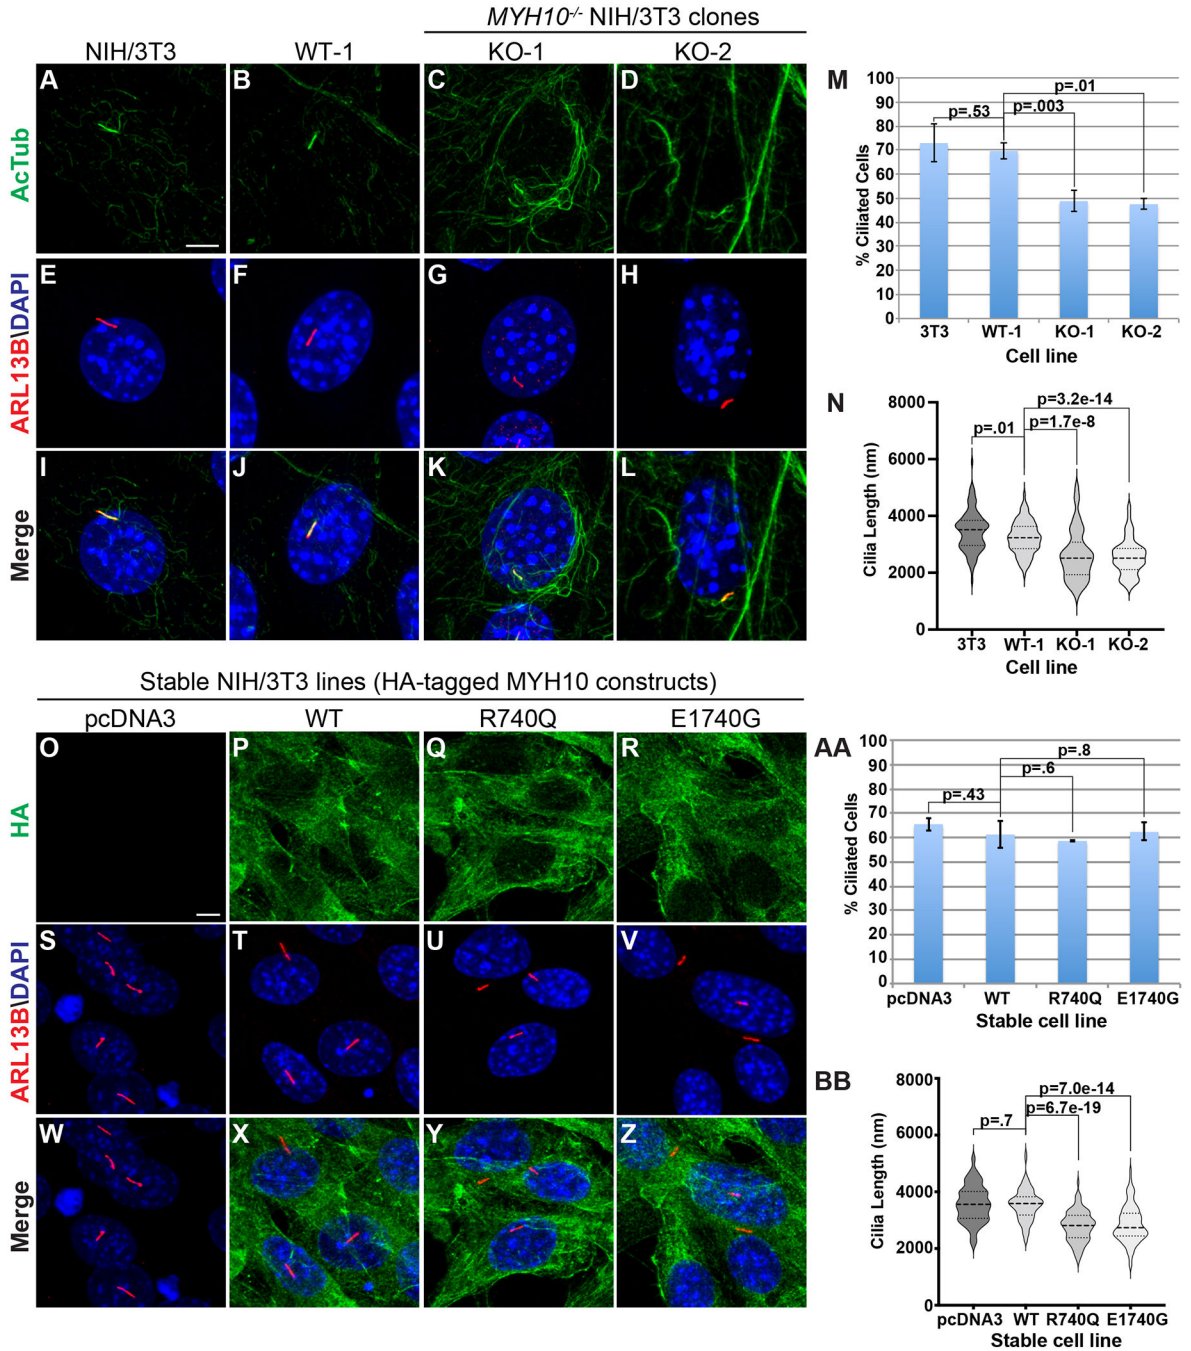 MYH10-/- NIH/3T3 clones
NIH/3T3 WT-1 KO-1 KO-2
AcTub
A B C D
ARL13B\DAPI
E F G H
Merge
I J K L
M
% Ciliated Cells
100
90
80
70
60
50
40
30
20
10
0
p=.01
p=.53 p=.003
3T3 WT-1 KO-1 KO-2
Cell line
N
Cilia Length (nm)
8000
6000
4000
2000
0
p=3.2e-14
p=.01 p=1.7e-8
3T3 WT-1 KO-1 KO-2
Cell line
Stable NIH/3T3 lines (HA-tagged MYH10 constructs)
pcDNA3 WT R740Q E1740G
HA
O P Q R
ARL13B\DAPI
S T U V
Merge
W X Y Z
AA
% Ciliated Cells
100
90
80
70
60
50
40
30
20
10
0
p=.8
p=.6
p=.43
pcDNA3 WT R740Q E1740G
Stable cell line
BB
Cilia Length (nm)
8000
6000
4000
2000
0
p=7.0e-14
p=6.7e-19
p=.7
pcDNA3 WT R740Q E1740G
Stable cell line